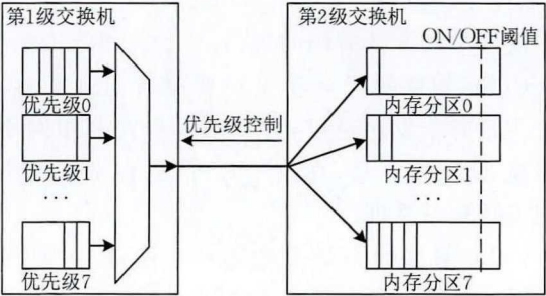 第1级交换机
第2级交换机
ON/OFF阈值
优先级0
内存分区0
优先级控制
优先级1
内存分区1
...
...
优先级7
内存分区7